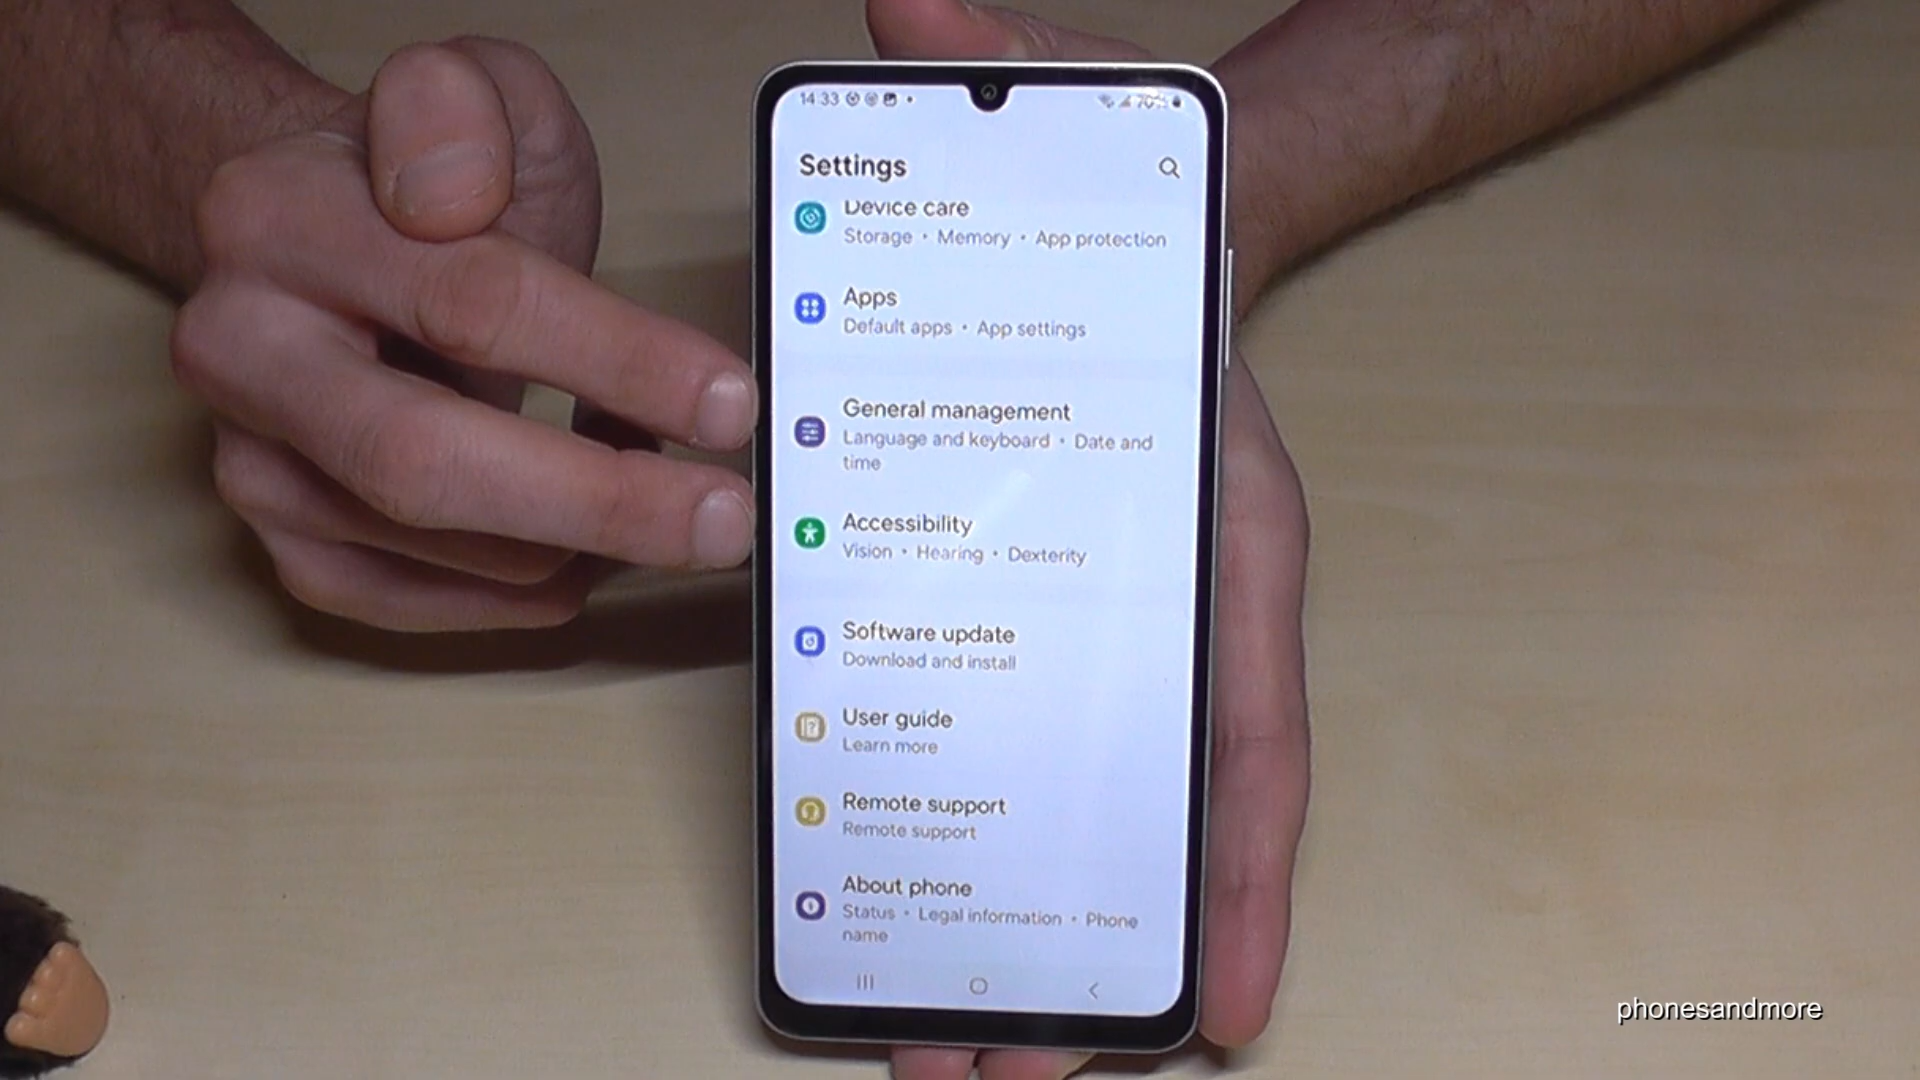 14:33 70%
Settings
Device care
Storage • Memory • App protection
Apps
Default apps • App settings
General management
Language and keyboard • Date and
time
Accessibility
Vision • Hearing • Dexterity
Software update
Download and install
User guide
Learn more
Remote support
Remote support
About phone
Status • Legal information • Phone
name
phonesandmore